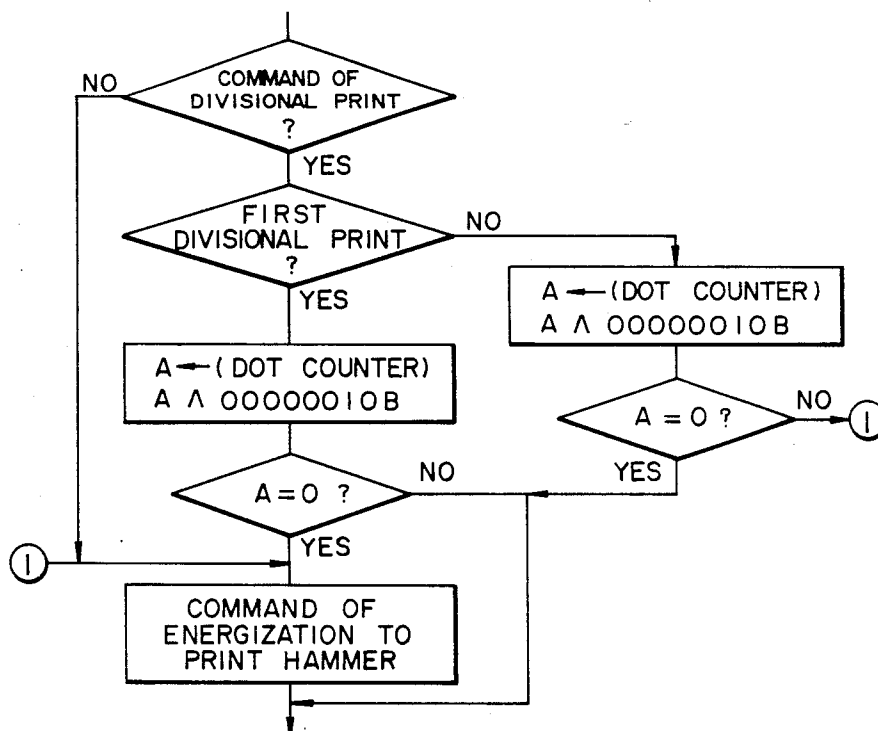 COMMAND OF
DIVISIONAL PRINT
?
NO
YES
FIRST
DIVISIONAL PRINT
?
NO
YES
A ← (DOT COUNTER)
A ∧ 00000010B
A ← (DOT COUNTER)
A ∧ 00000010B
A = 0 ?
NO
1
YES
A = 0 ?
NO
YES
1
COMMAND OF
ENERGIZATION TO
PRINT HAMMER